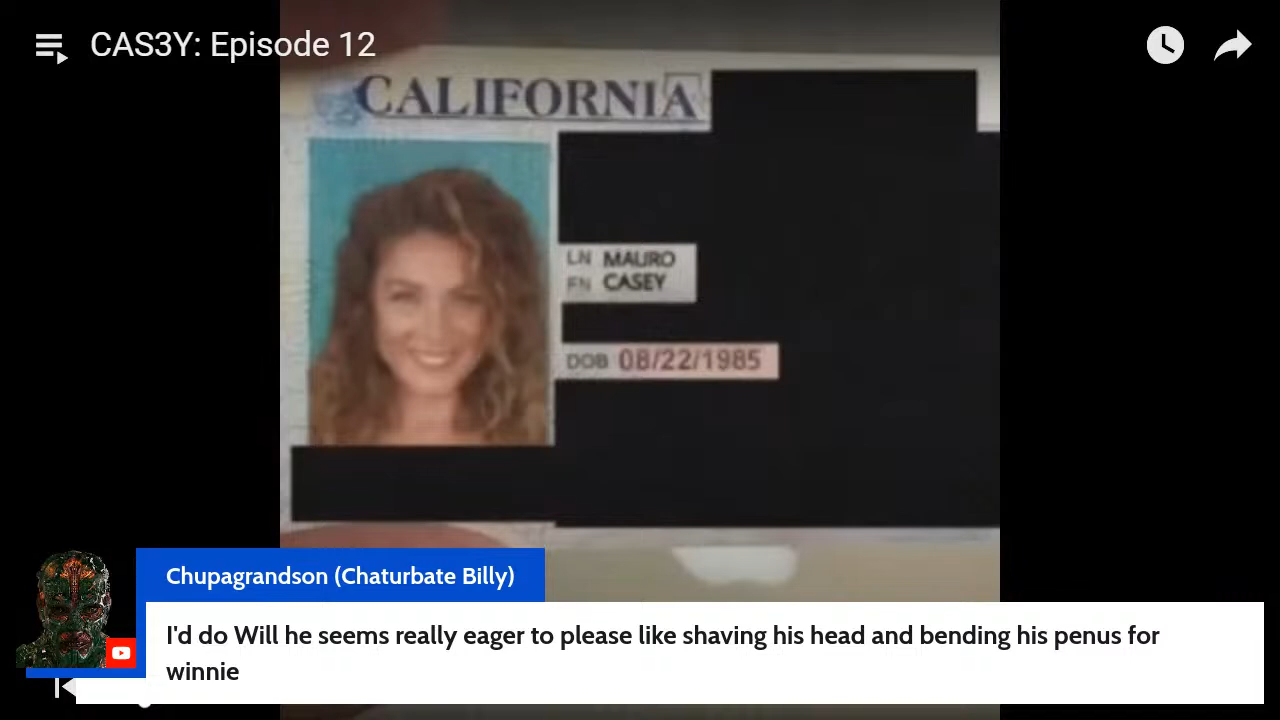 CAS3Y: Episode 12
CALIFORNIA
LN MAURO
FN CASEY
DOB 08/22/1985
Chupagrandson (Chaturbate Billy)
I'd do Will he seems really eager to please like shaving his head and bending his penus for
winnie